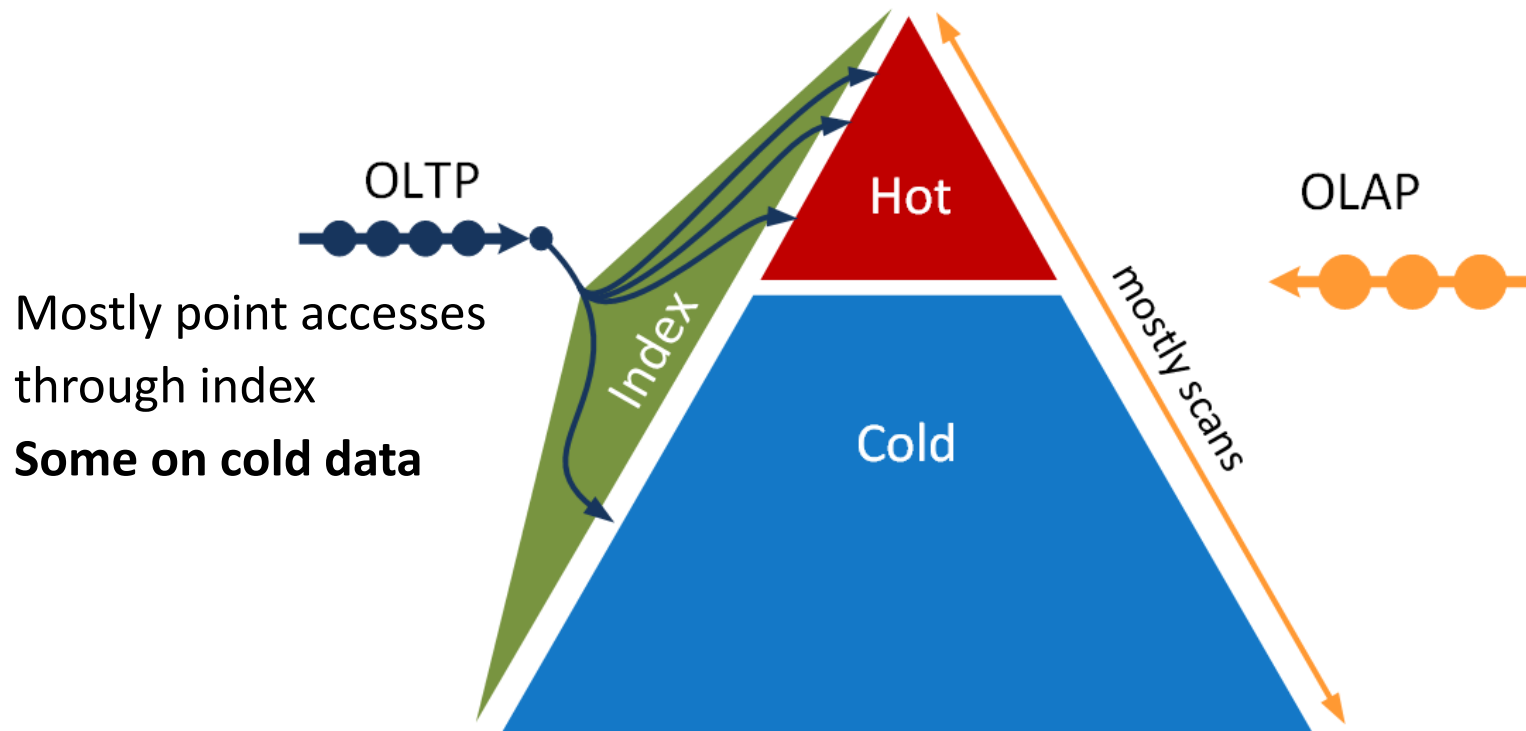 OLTP
Mostly point accesses
through index
Some on cold data
Index
Hot
Cold
mostly scans
OLAP